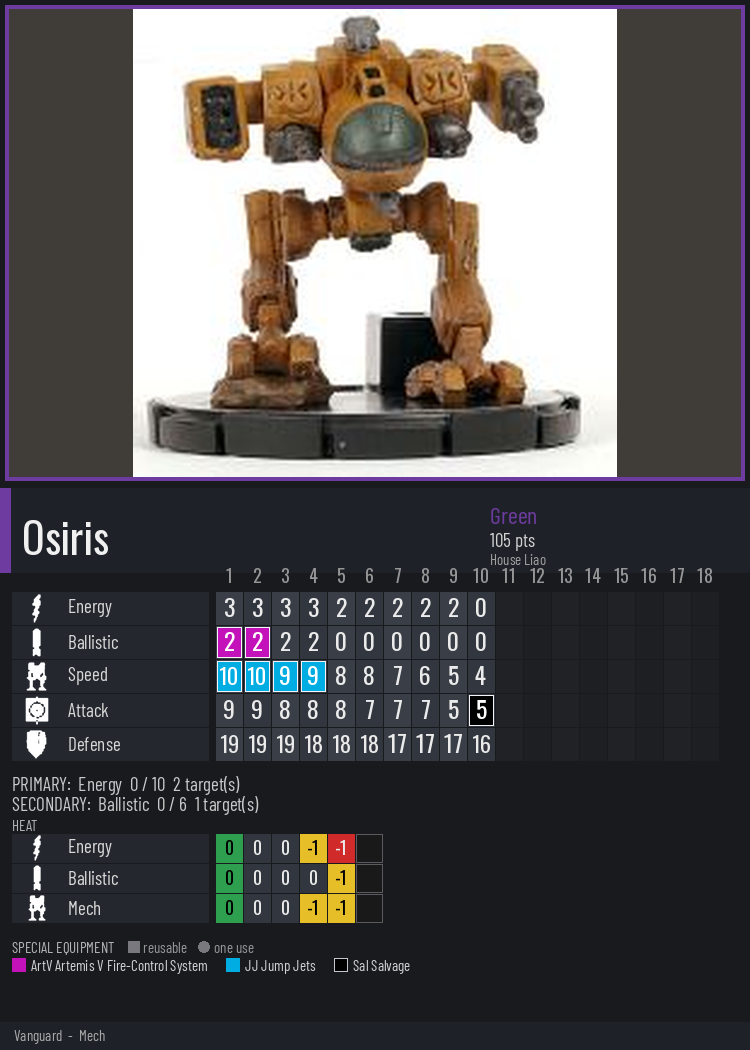 Osiris
Green
105 pts
House Liao
1 2 3 4 5 6 7 8 9 10 11 12 13 14 15 16 17 18
Energy 3 3 3 3 2 2 2 2 2 0
Ballistic 2 2 2 2 0 0 0 0 0 0
Speed 10 10 9 9 8 8 7 6 5 4
Attack 9 9 8 8 8 7 7 7 5 5
Defense 19 19 19 18 18 18 17 17 17 16
PRIMARY: Energy 0 / 10 2 target(s)
SECONDARY: Ballistic 0 / 6 1 target(s)
HEAT
Energy 0 0 0 -1 -1
Ballistic 0 0 0 0 -1
Mech 0 0 0 -1 -1
SPECIAL EQUIPMENT reusable one use
ArtV Artemis V Fire-Control System JJ Jump Jets Sal Salvage
Vanguard - Mech